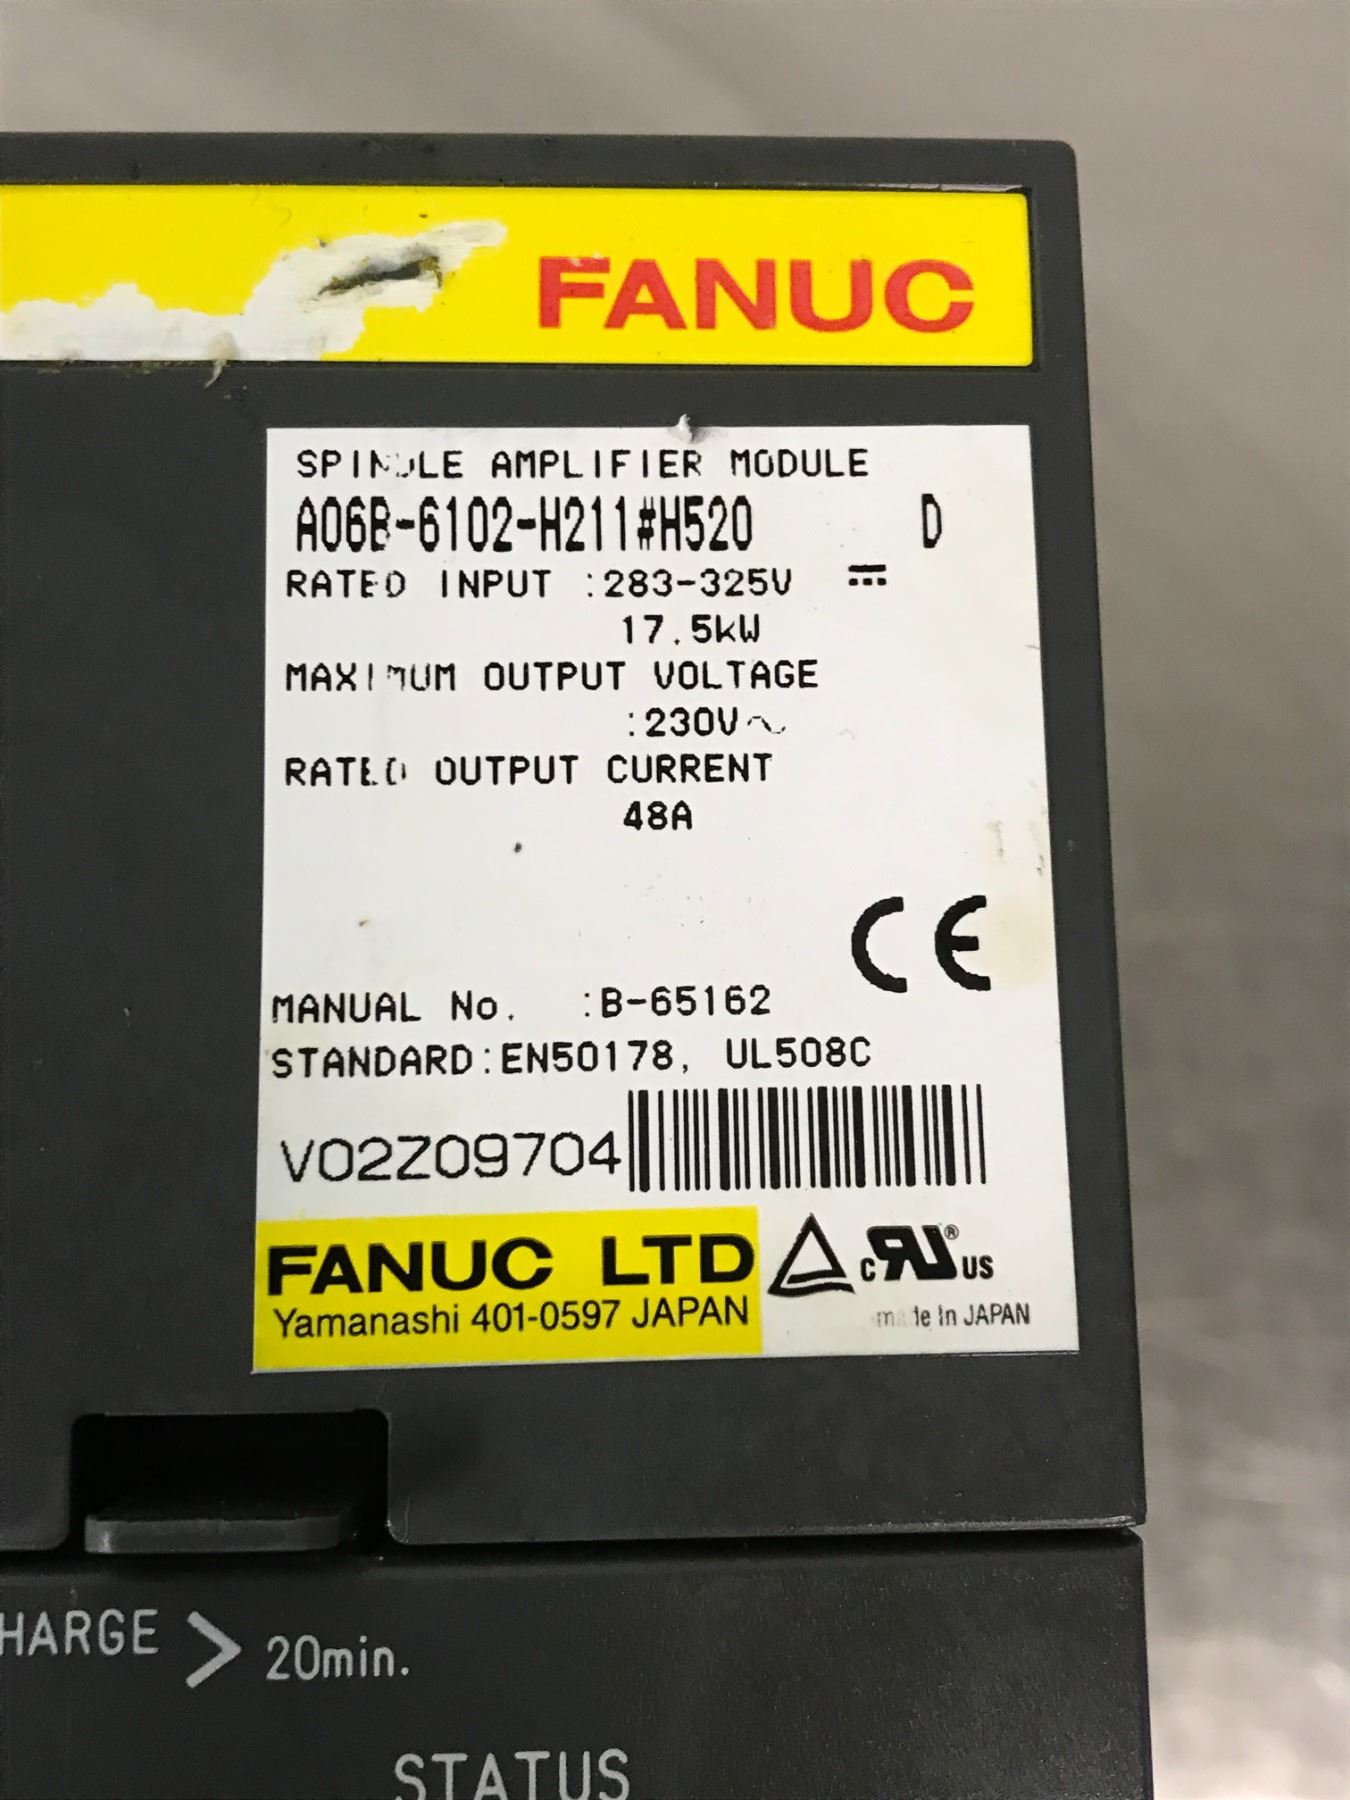 FANUC
SPINDLE AMPLIFIER MODULE
A06B-6102-H211#H520 D
RATED INPUT :283-325V ⎓
17.5kW
MAXIMUM OUTPUT VOLTAGE
:230V~
RATED OUTPUT CURRENT
48A
CE
MANUAL No. :B-65162
STANDARD:EN50178, UL508C
V02Z09704
FANUC LTD
Yamanashi 401-0597 JAPAN
c RU ® US
made In JAPAN
HARGE > 20min.
STATUS